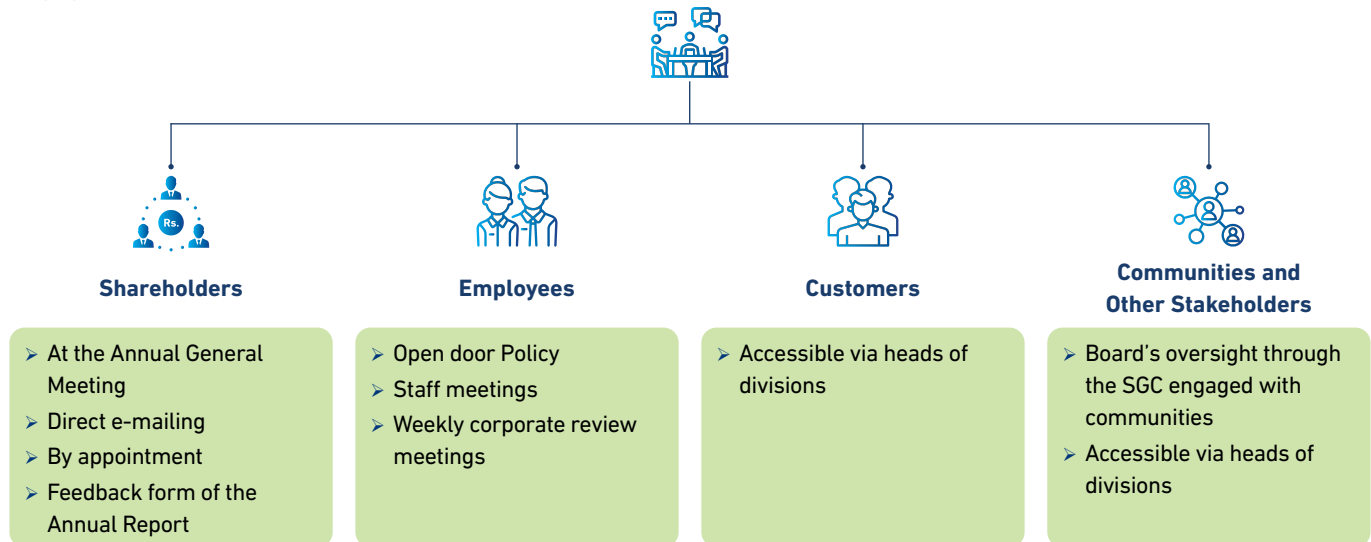 Rs.
Shareholders
➢ At the Annual General
Meeting
➢ Direct e-mailing
➢ By appointment
➢ Feedback form of the
Annual Report
Employees
➢ Open door Policy
➢ Staff meetings
➢ Weekly corporate review
meetings
Customers
➢ Accessible via heads of
divisions
Communities and
Other Stakeholders
➢ Board’s oversight through
the SGC engaged with
communities
➢ Accessible via heads of
divisions